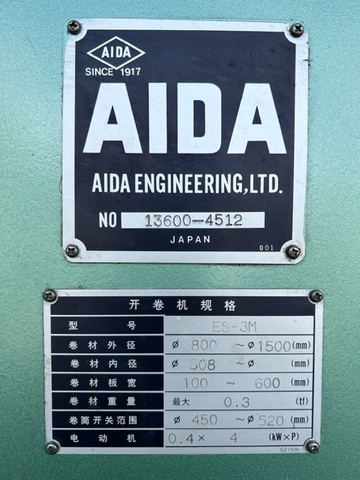 AIDA
SINCE 1917
AIDA
AIDA ENGINEERING,LTD.
NO 13600-4512
JAPAN
001
开卷机规格
型号 ES-3M
卷材外径 ø 800 ~ ø 1500 (mm)
卷材内径 ø 508 (mm)
卷材板宽 100 ~ 600 (mm)
卷材重量 最大 0.3 (tf)
卷筒开关范围 ø 450 ~ ø 520 (mm)
电动机 0.4 × 4 (kW×P)